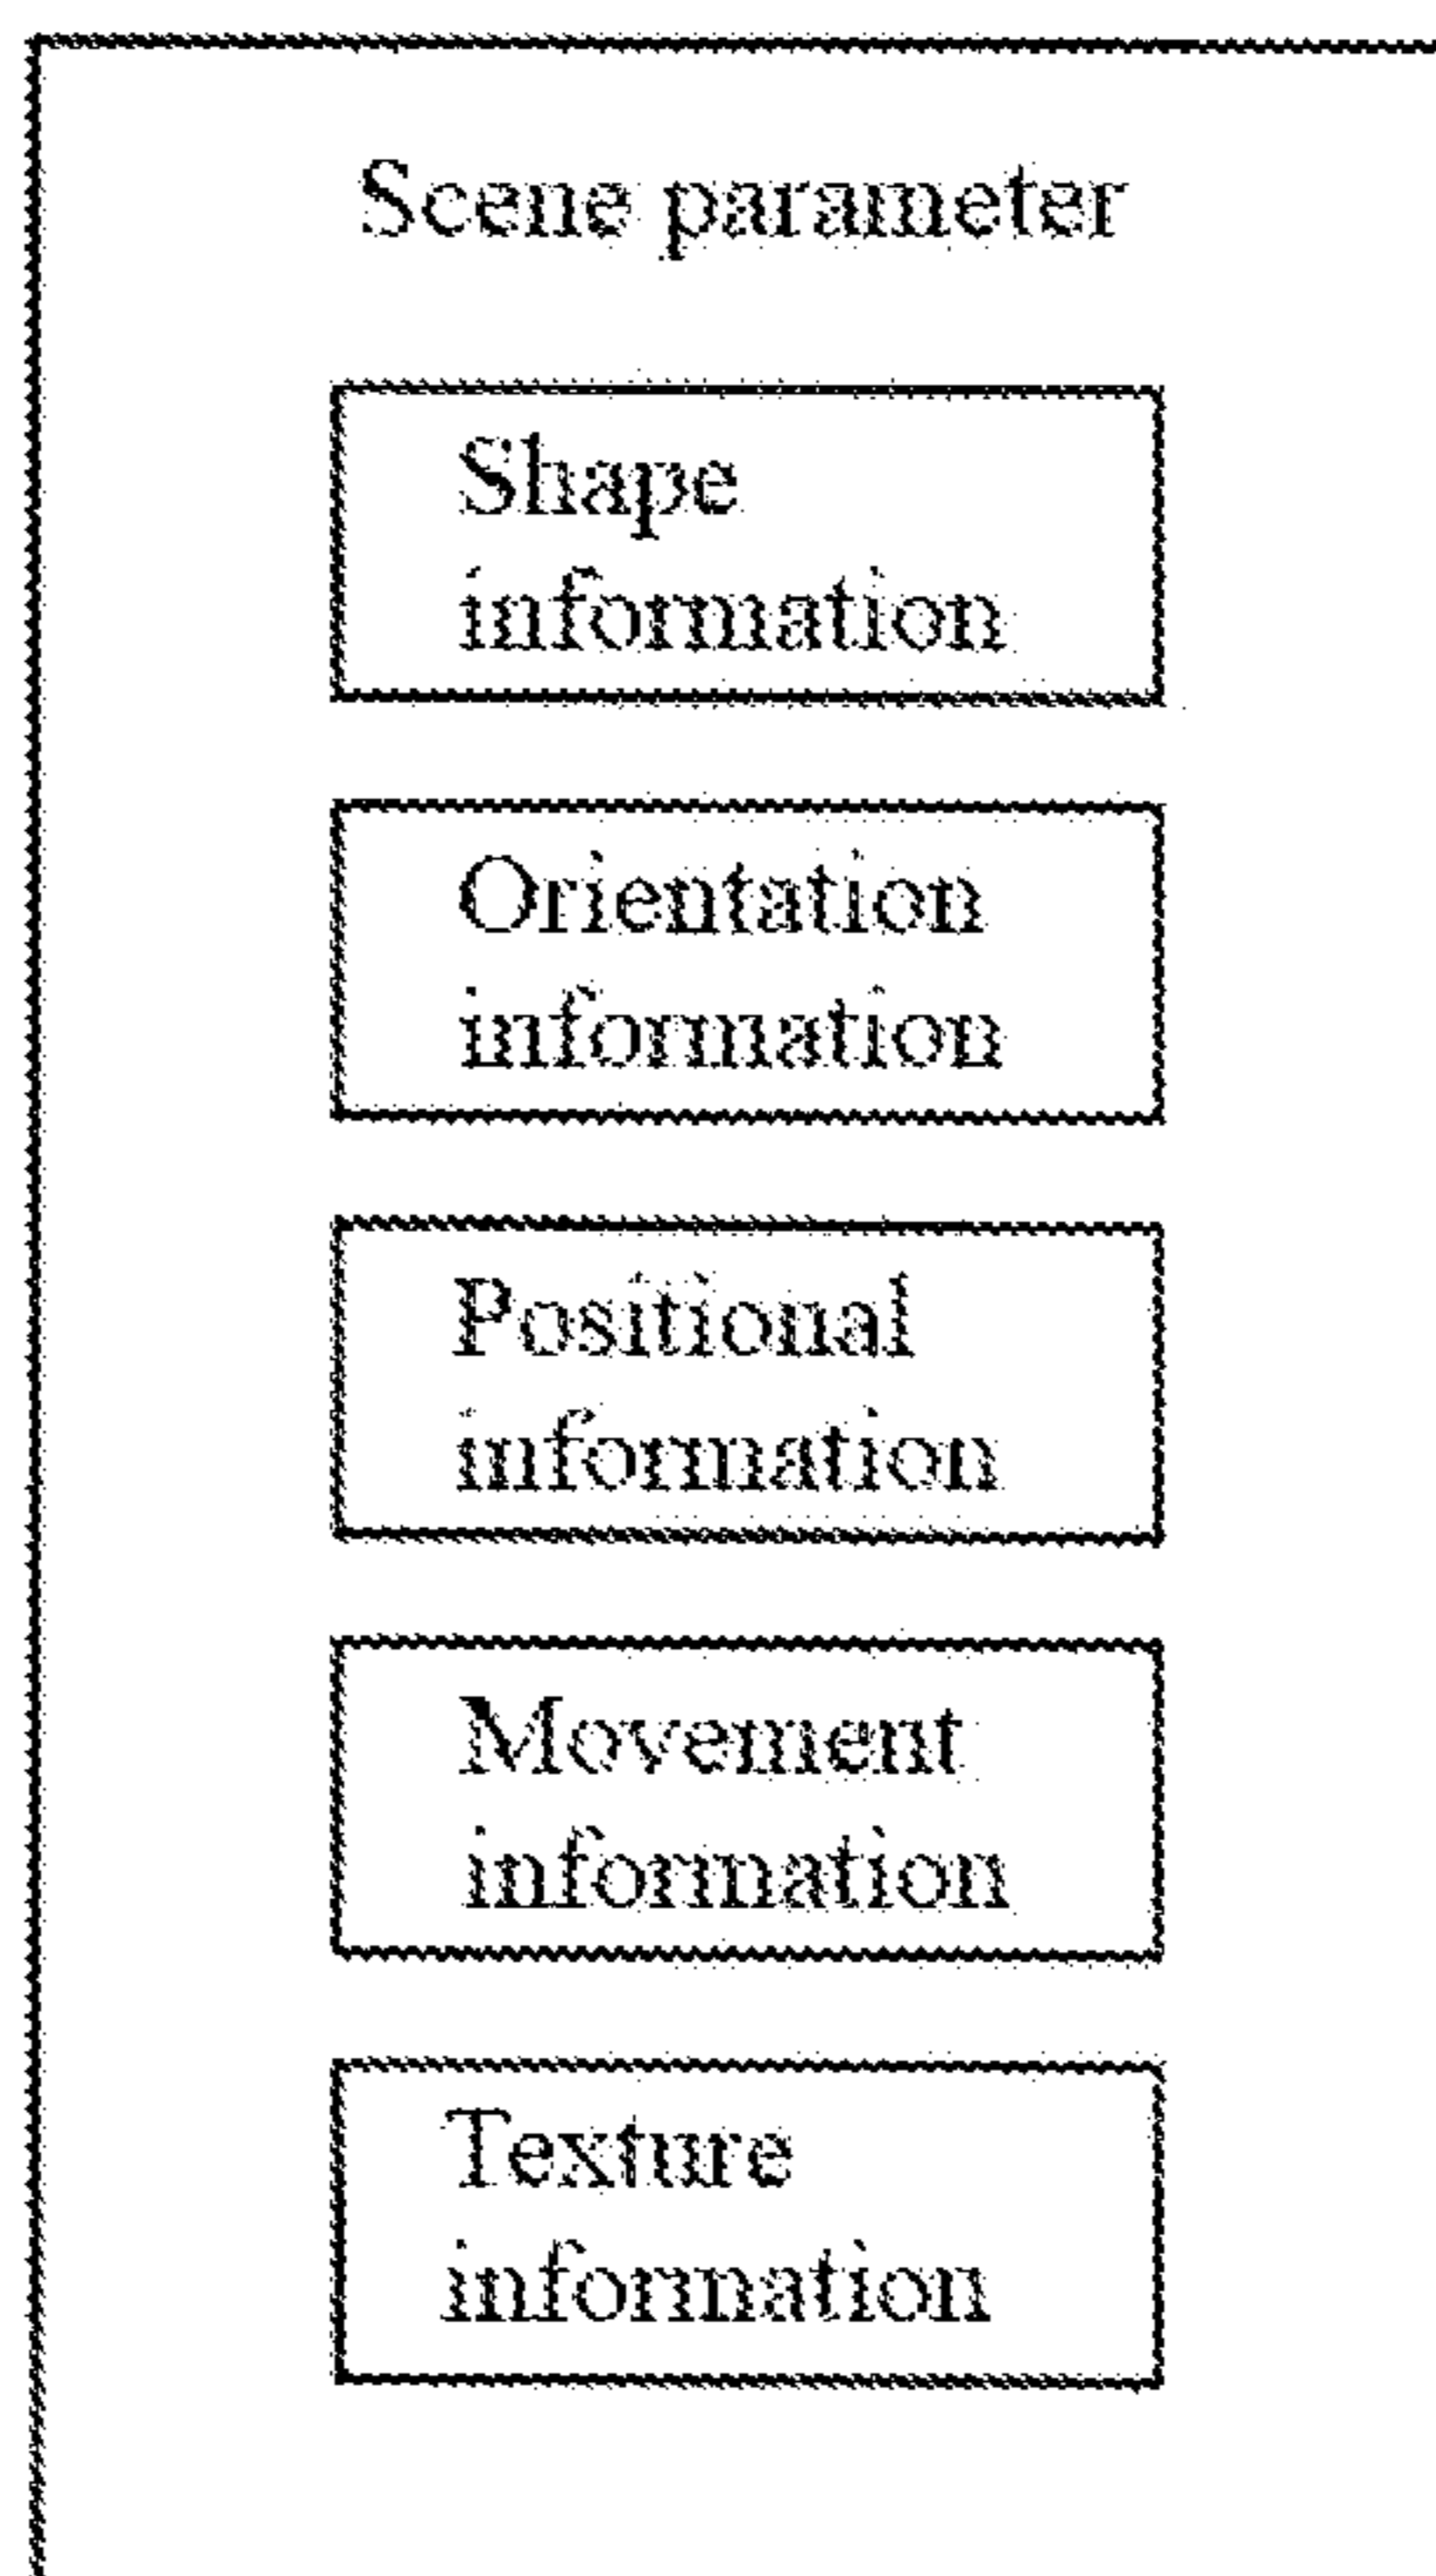 Scene parameter
Shape
information
Orientation
information
Positional
information
Movement
information
Texture
information